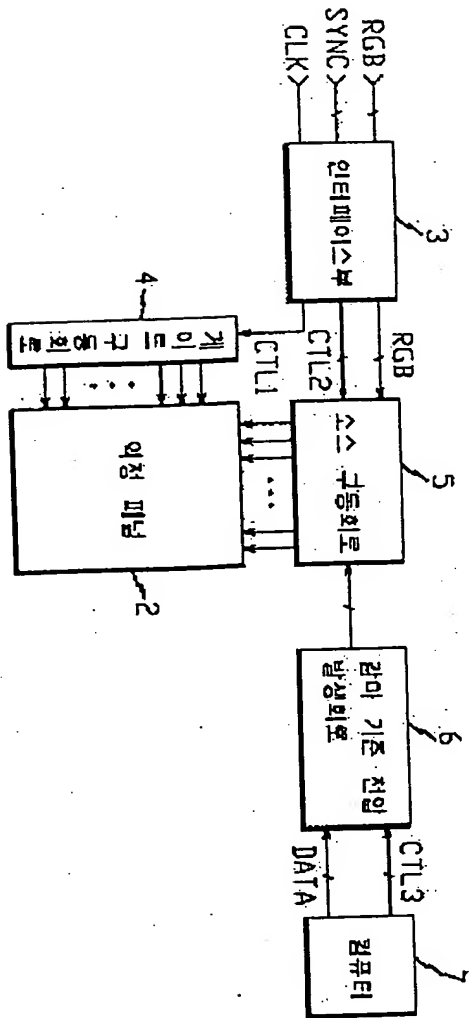 RGB
SYNC
CLK
인터페이스부
3
RGB
CTL2
CTL1
게이트 구동회로
4
소스 구동회로
5
액정 패널
2
감마 기준 전압
발생회로
6
CTL3
DATA
컴퓨터
7